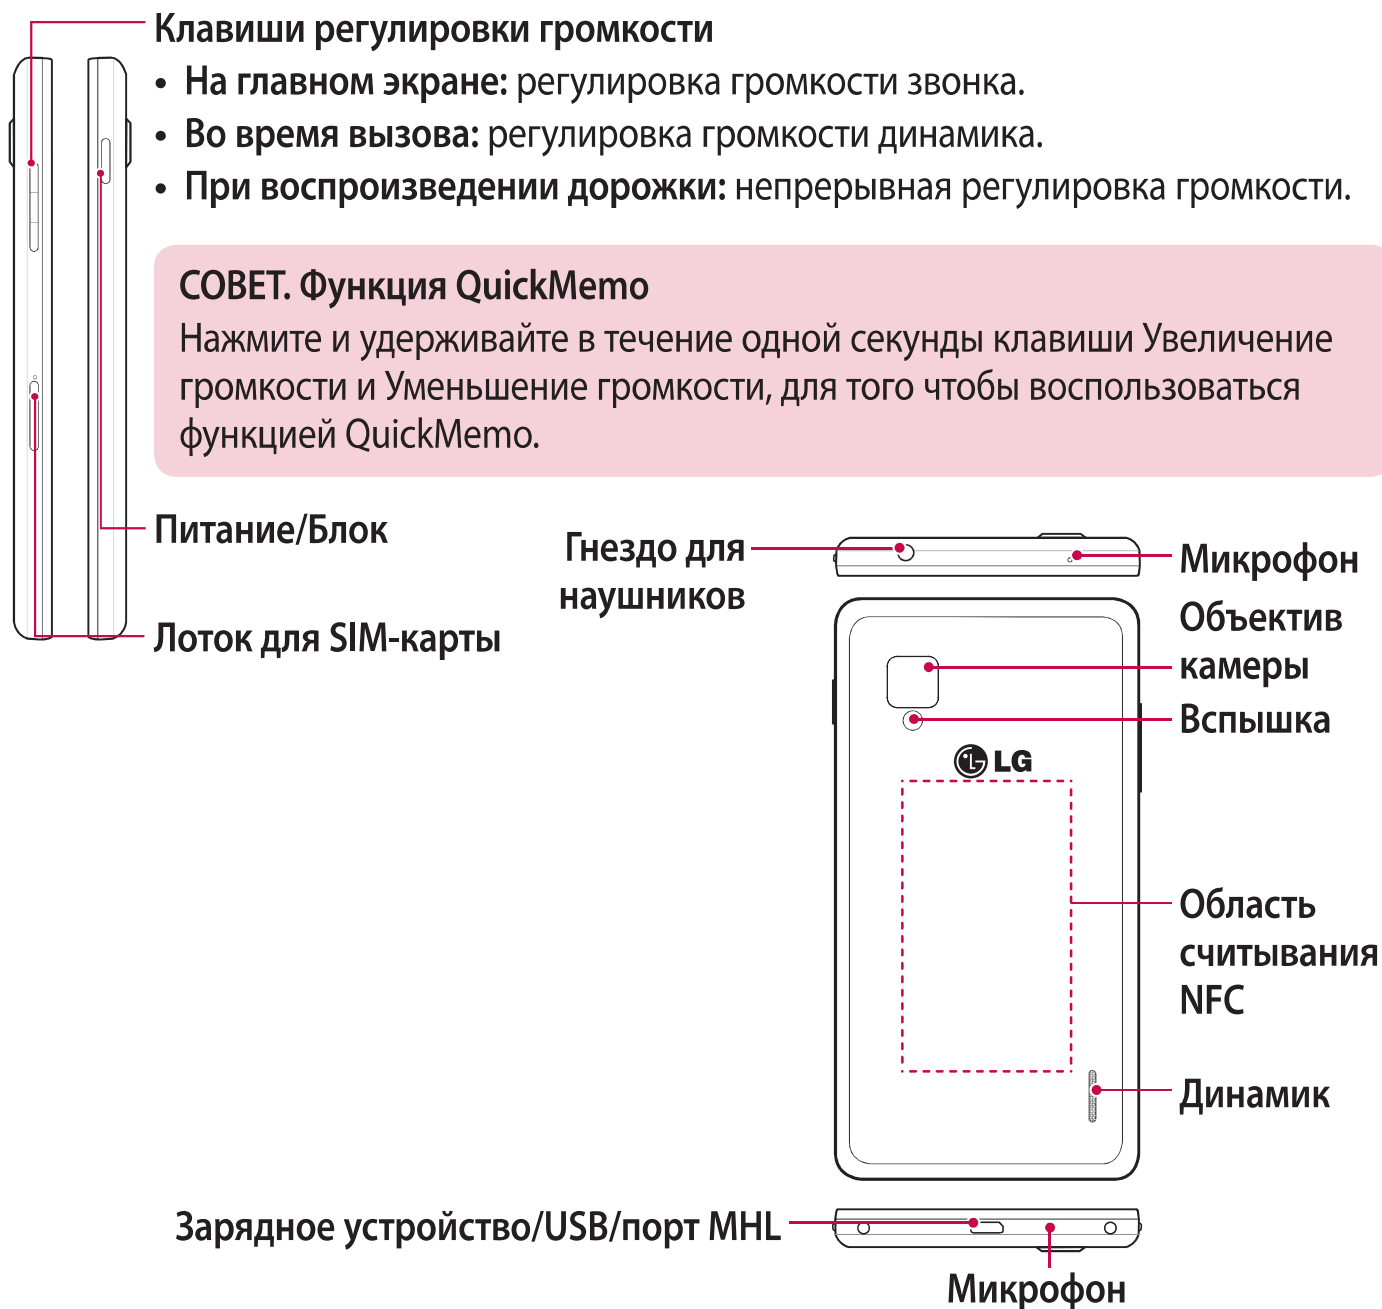 Клавиши регулировки громкости
• На главном экране: регулировка громкости звонка.
• Во время вызова: регулировка громкости динамика.
• При воспроизведении дорожки: непрерывная регулировка громкости.
СОВЕТ. Функция QuickMemo
Нажмите и удерживайте в течение одной секунды клавиши Увеличение
громкости и Уменьшение громкости, для того чтобы воспользоваться
функцией QuickMemo.
Питание/Блок
Лоток для SIM-карты
Гнездо для
наушников
Микрофон
Объектив
камеры
Вспышка
LG
Область
считывания
NFC
Динамик
Зарядное устройство/USB/порт MHL
Микрофон